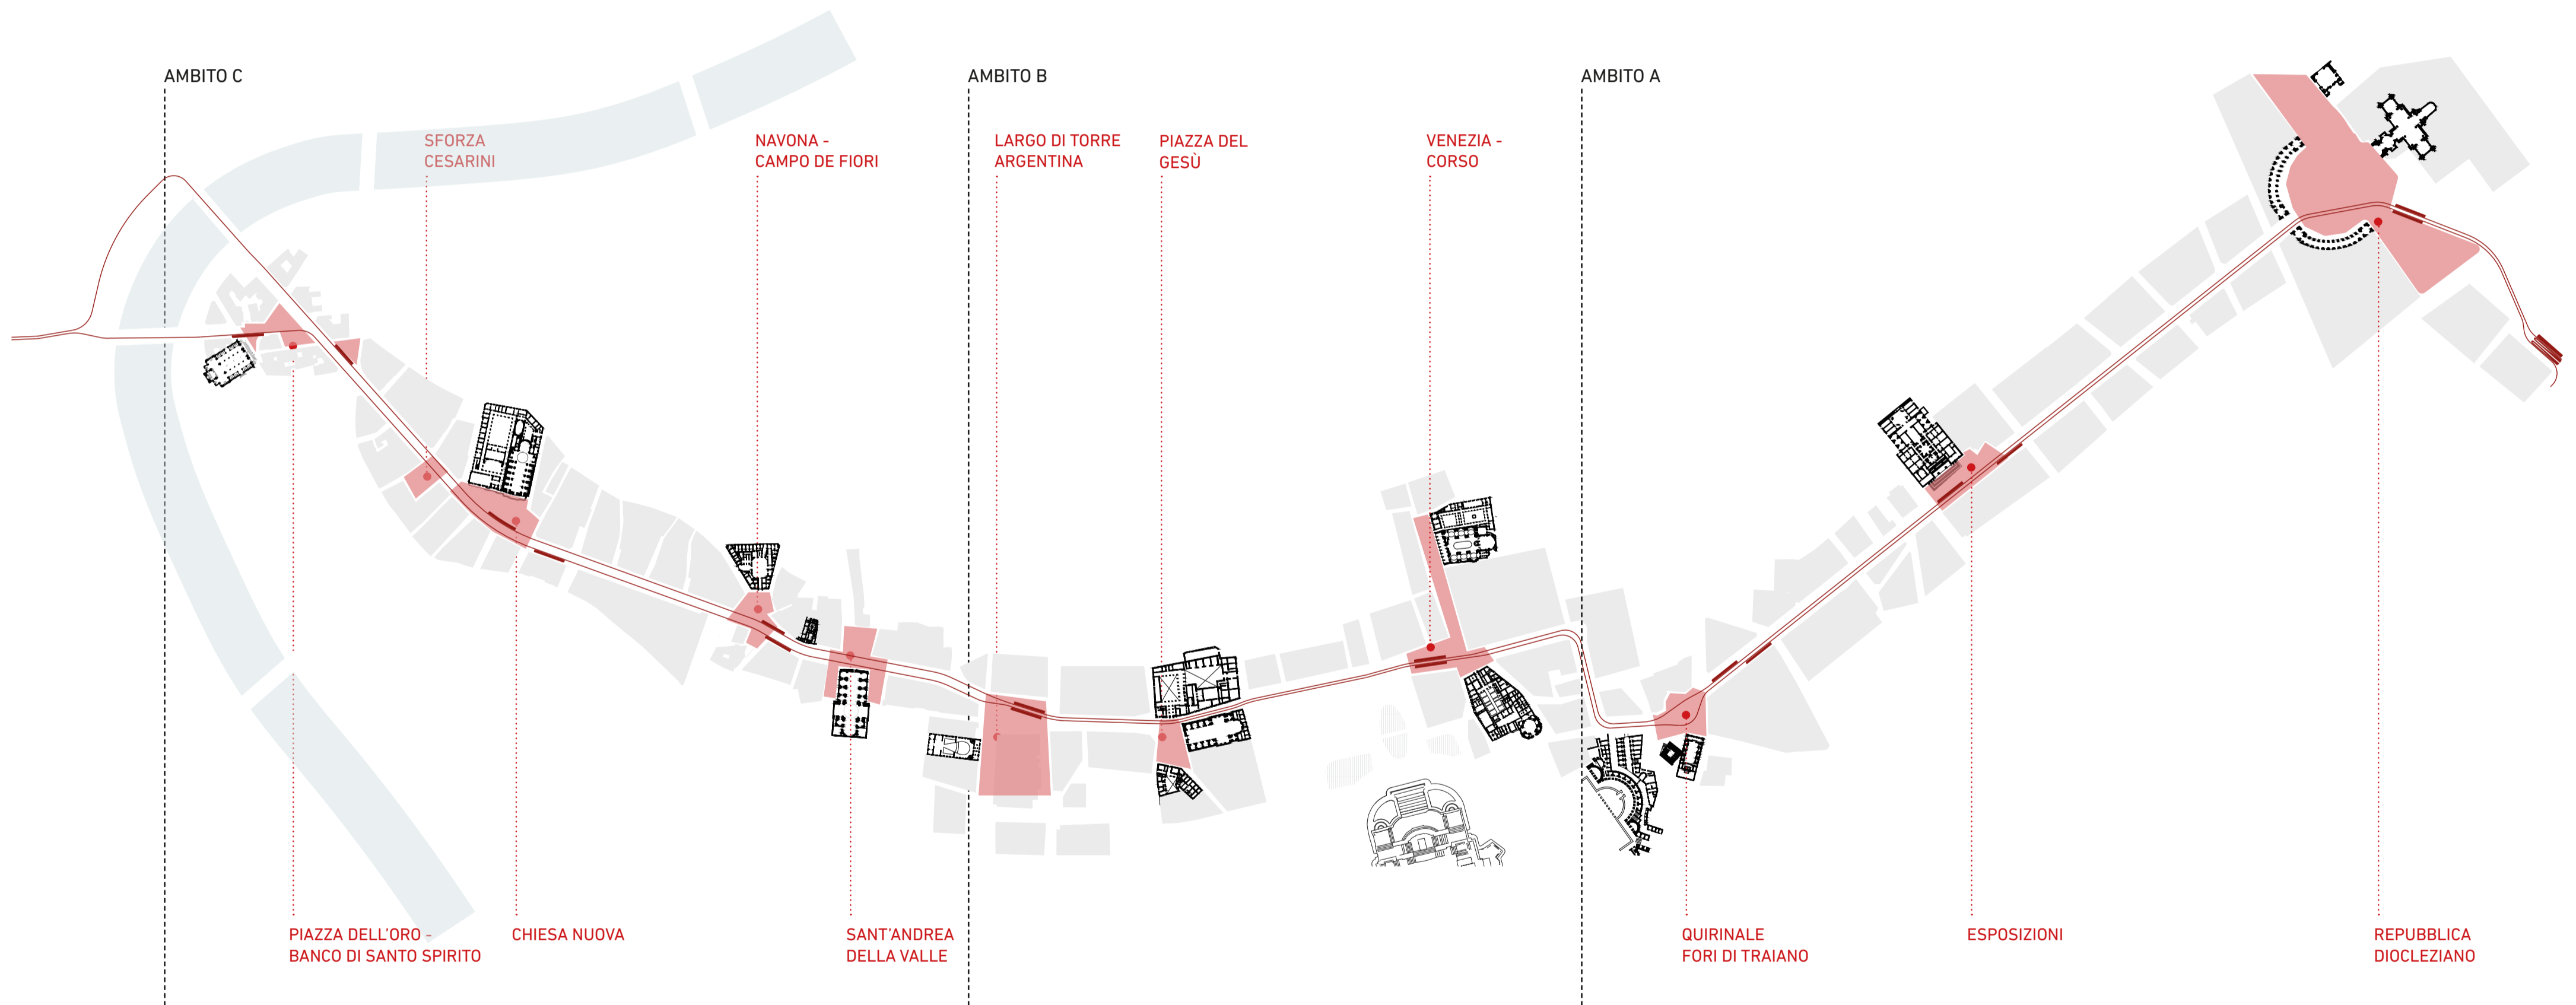 AMBITO C
AMBITO B
AMBITO A
SFORZA
CESARINI
NAVONA -
CAMPO DE FIORI
LARGO DI TORRE
ARGENTINA
PIAZZA DEL
GESÙ
VENEZIA -
CORSO
PIAZZA DELL'ORO -
BANCO DI SANTO SPIRITO
CHIESA NUOVA
SANT'ANDREA
DELLA VALLE
QUIRINALE
FORI DI TRAIANO
ESPOSIZIONI
REPUBBLICA
DIOCLEZIANO